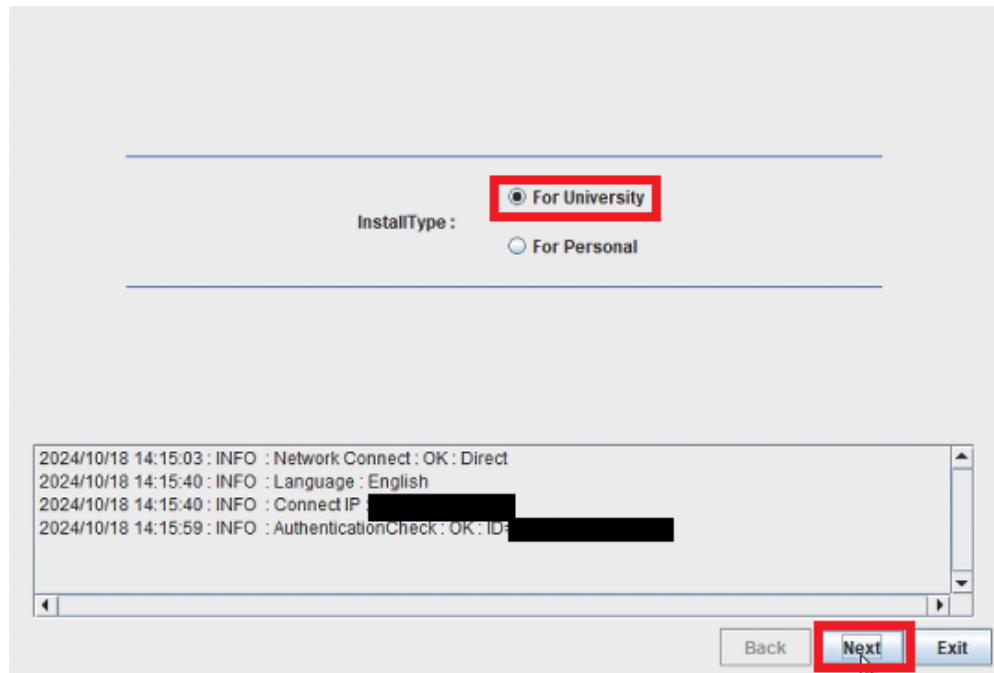 For University
InstallType :
For Personal
2024/10/18 14:15:03 : INFO : Network Connect : OK : Direct
2024/10/18 14:15:40 : INFO : Language : English
2024/10/18 14:15:40 : INFO : Connect IP :
2024/10/18 14:15:59 : INFO : AuthenticationCheck : OK : ID=
Back Next Exit